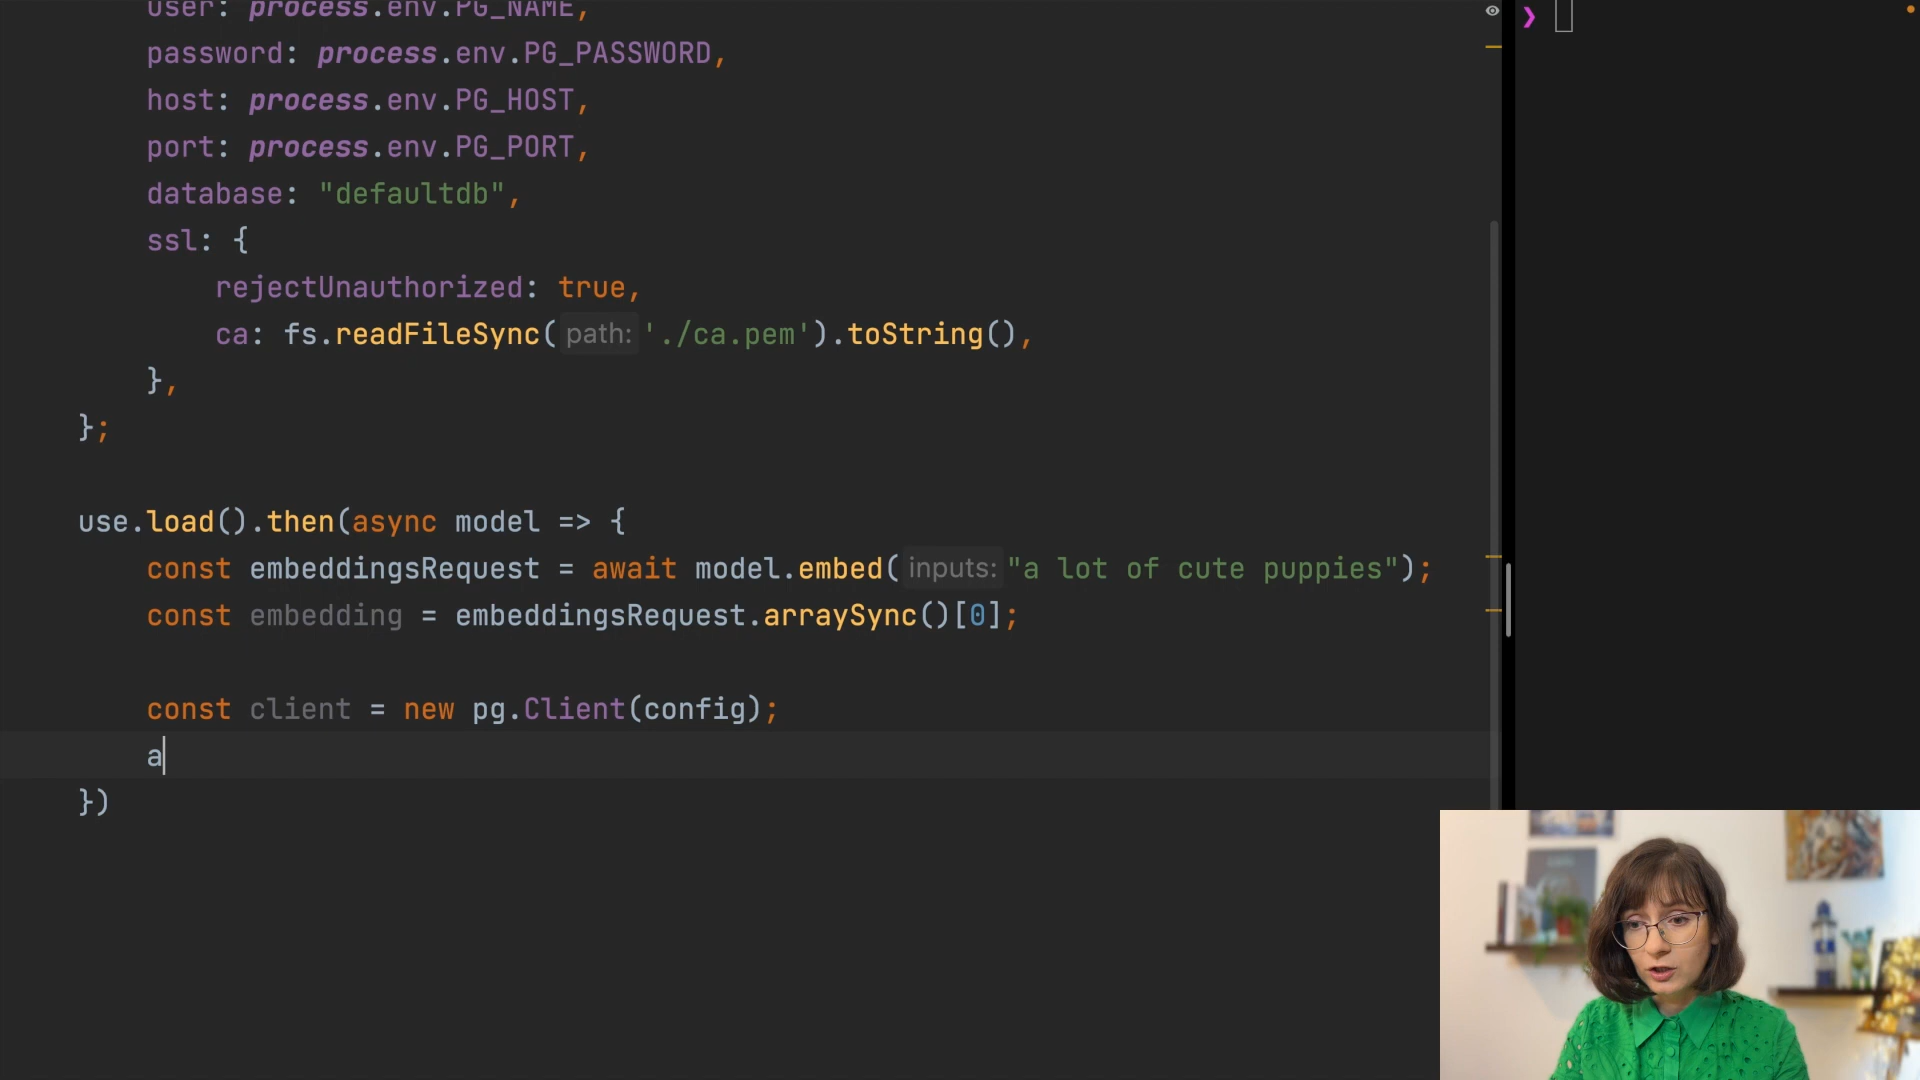 user: process.env.PG_NAME,
password: process.env.PG_PASSWORD,
host: process.env.PG_HOST,
port: process.env.PG_PORT,
database: "defaultdb",
ssl: {
rejectUnauthorized: true,
ca: fs.readFileSync( path: './ca.pem').toString(),
},
};
use.load().then(async model => {
const embeddingsRequest = await model.embed( inputs: "a lot of cute puppies");
const embedding = embeddingsRequest.arraySync()[0];
const client = new pg.Client(config);
a
})
❯